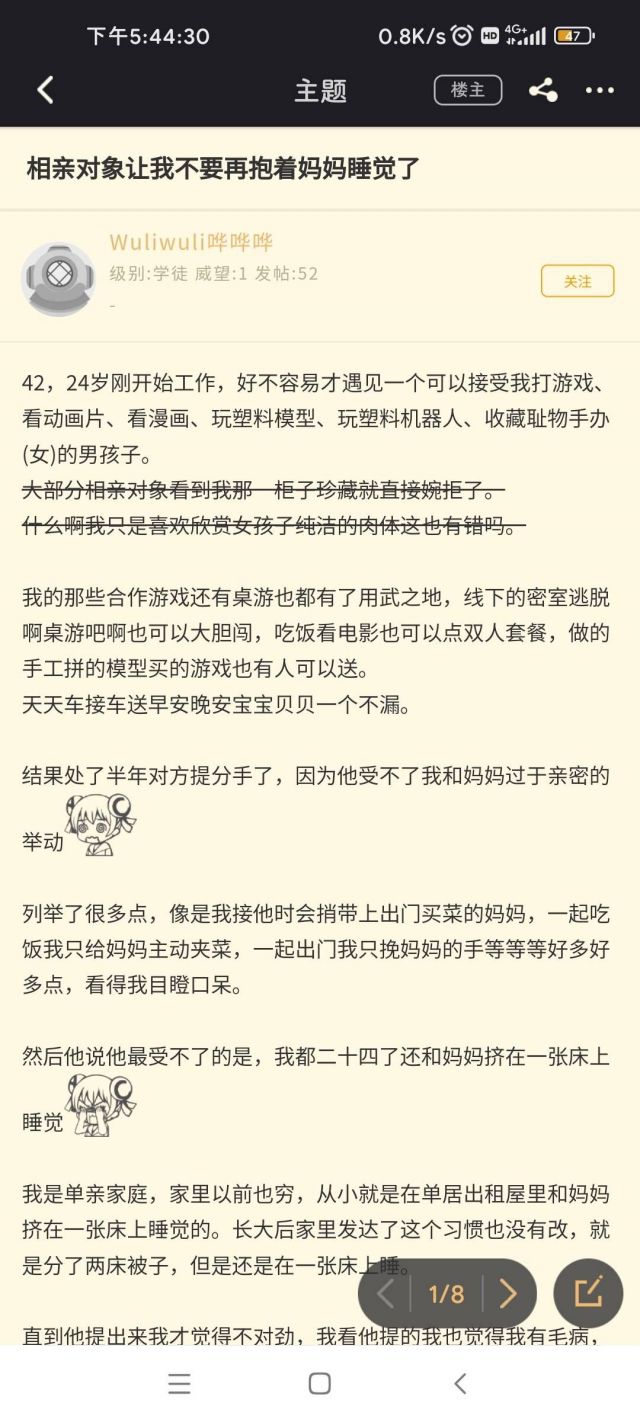 下午5:44:30
0.8K/s
HD
4G+
47
主题
楼主
相亲对象让我不要再抱着妈妈睡觉了
Wuliwuli哗哗哗
级别:学徒 威望:1 发帖:52
-
关注
42，24岁刚开始工作，好不容易才遇见一个可以接受我打游戏、
看动画片、看漫画、玩塑料模型、玩塑料机器人、收藏耻物手办
(女)的男孩子。
大部分相亲对象看到我那一柜子珍藏就直接婉拒了。
什么啊我只是喜欢欣赏女孩子纯洁的肉体这也有错吗。
我的那些合作游戏还有桌游也都有了用武之地，线下的密室逃脱
啊桌游吧啊也可以大胆闯，吃饭看电影也可以点双人套餐，做的
手工拼的模型买的游戏也有人可以送。
天天车接车送早安晚安宝宝贝贝一个不漏。
结果处了半年对方提分手了，因为他受不了我和妈妈过于亲密的
举动
列举了很多点，像是我接他时会捎带上出门买菜的妈妈，一起吃
饭我只给妈妈主动夹菜，一起出门我只挽妈妈的手等等等好多好
多点，看得我目瞪口呆。
然后他说他最受不了的是，我都二十四了还和妈妈挤在一张床上
睡觉
我是单亲家庭，家里以前也穷，从小就是在单居出租屋里和妈妈
挤在一张床上睡觉的。长大后家里发达了这个习惯也没有改，就
是分了两床被子，但是还是在一张床上睡。
1/8
直到他提出来我才觉得不对劲，我看他提的我也觉得我有毛病，